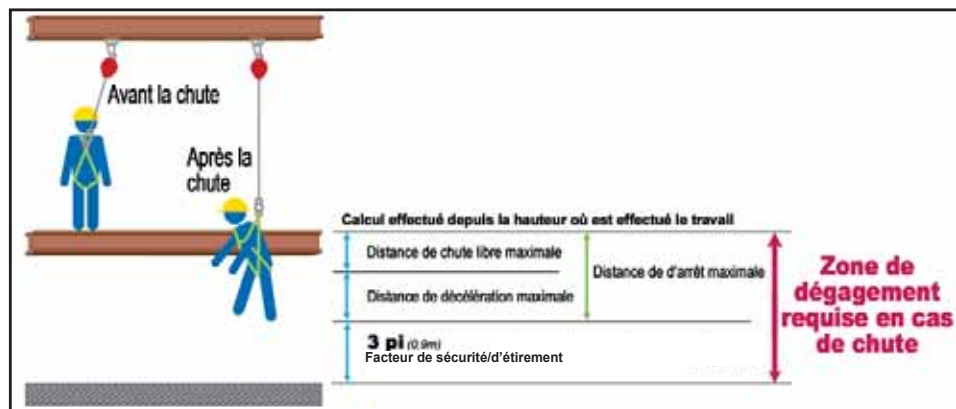 Avant la chute
Après la
chute
Calcul effectué depuis la hauteur où est effectué le travail
Distance de chute libre maximale
Distance de d'arrêt maximale
Distance de décélération maximale
3 pi (0,9m)
Facteur de sécurité/d'étirement
Zone de
dégagement
requise en cas
de chute